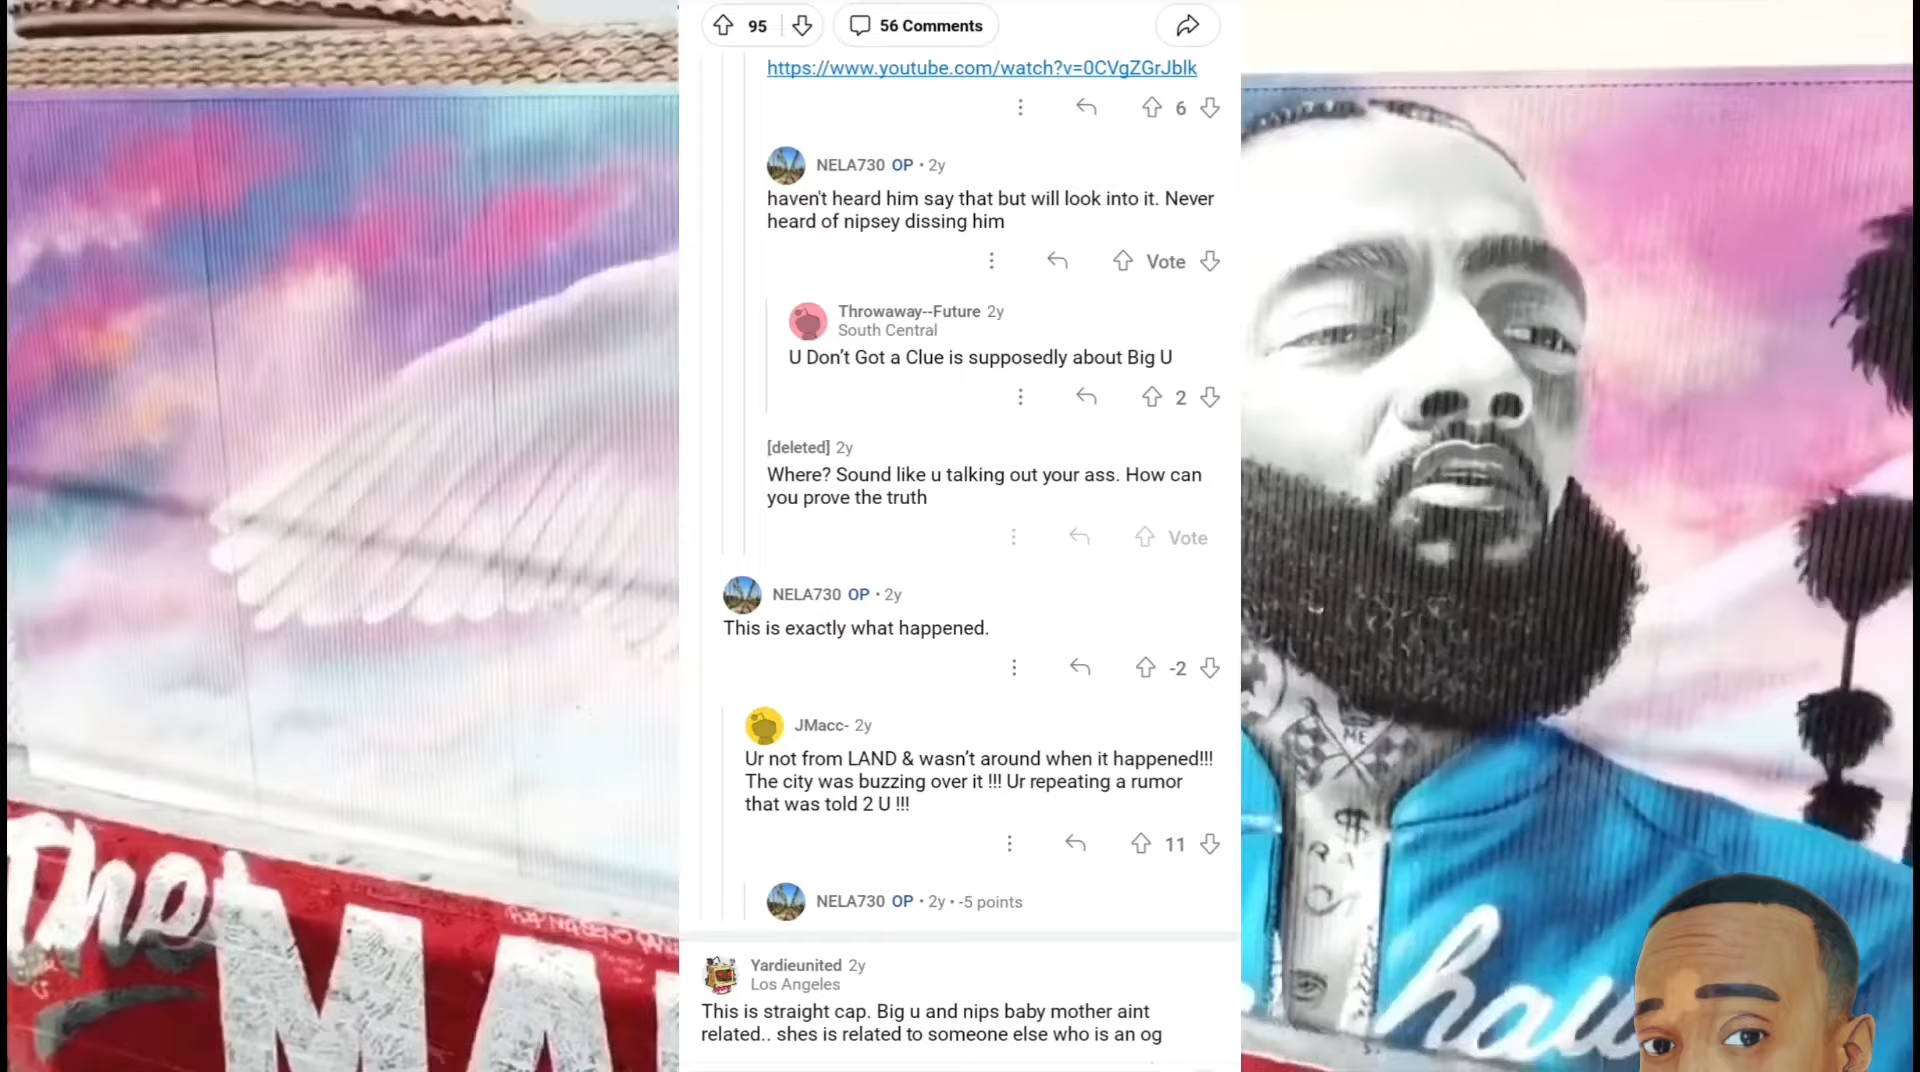 95
56 Comments
https://www.youtube.com/watch?v=0CVgZGrJblk
6
NELA730 OP • 2y
haven't heard him say that but will look into it. Never
heard of nipsey dissing him
Vote
Throwaway--Future 2y
South Central
U Don’t Got a Clue is supposedly about Big U
2
[deleted] 2y
Where? Sound like u talking out your ass. How can
you prove the truth
Vote
NELA730 OP • 2y
This is exactly what happened.
-2
JMacc- 2y
Ur not from LAND & wasn’t around when it happened!!!
The city was buzzing over it !!! Ur repeating a rumor
that was told 2 U !!!
11
NELA730 OP • 2y • -5 points
Yardieunited 2y
Los Angeles
This is straight cap. Big u and nips baby mother aint
related.. shes is related to someone else who is an og
The
MA
ME